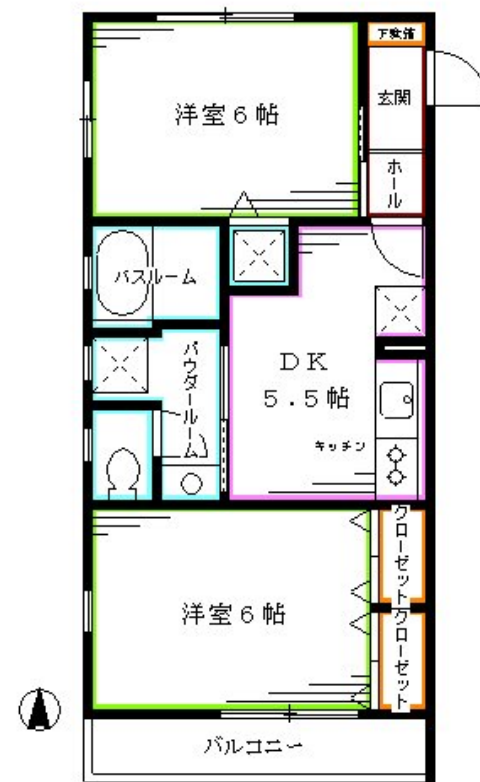 下駄箱
洋室6帖
玄関
ホール
バスルーム
パウダールーム
DK
5.5帖
キッチン
クローゼット
洋室6帖
クローゼット
バルコニー